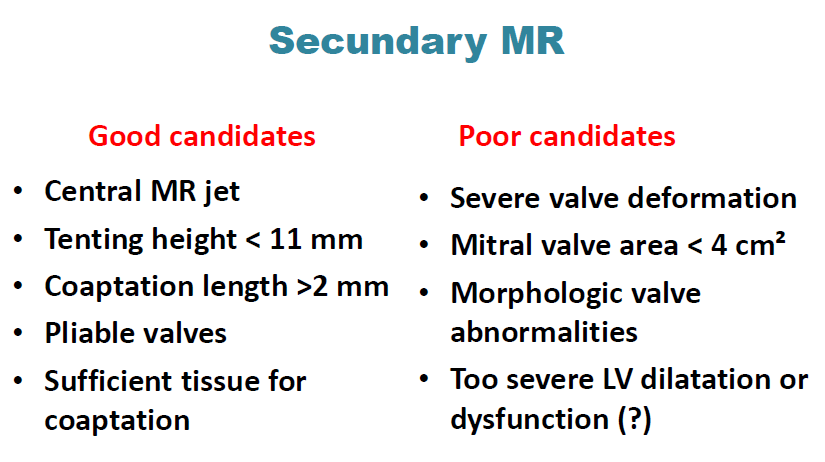 Secundary MR
Good candidates
• Central MR jet
• Tenting height < 11 mm
• Coaptation length >2 mm
• Pliable valves
• Sufficient tissue for
coaptation
Poor candidates
• Severe valve deformation
• Mitral valve area < 4 cm²
• Morphologic valve
abnormalities
• Too severe LV dilatation or
dysfunction (?)